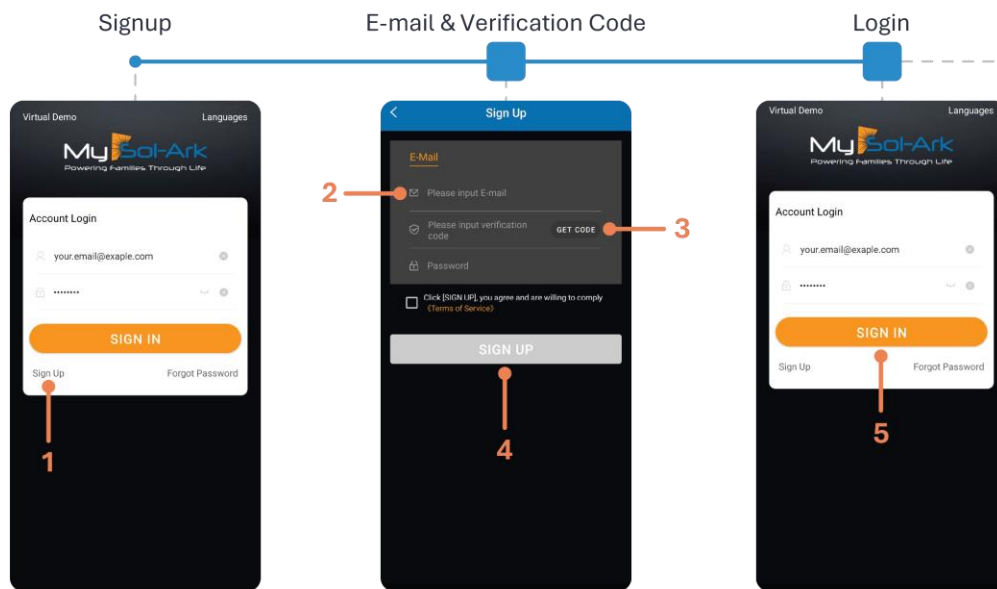 Signup
E-mail & Verification Code
Login
Virtual Demo
Languages
My Sol-Ark
Powering Families Through Life
Account Login
your.email@exaple.com
••••••••
SIGN IN
Sign Up
Forgot Password
1
Sign Up
E-Mail
2
Please input E-mail
Please input verification
code
GET CODE
3
Password
Click [SIGN UP], you agree and are willing to comply
《Terms of Service》
SIGN UP
4
Virtual Demo
Languages
My Sol-Ark
Powering Families Through Life
Account Login
your.email@exaple.com
••••••••
SIGN IN
Sign Up
Forgot Password
5